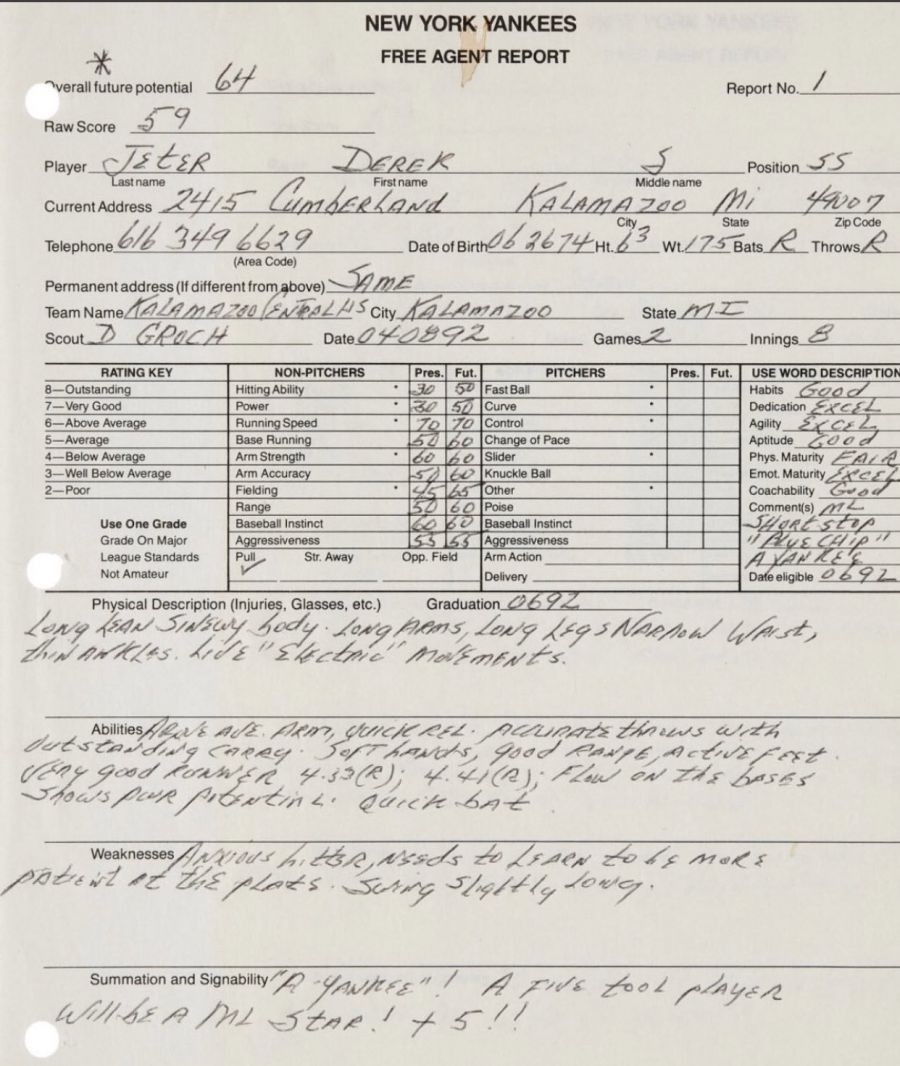 NEW YORK YANKEES
FREE AGENT REPORT
*
Overall future potential 64 Report No. 1
Raw Score 59
Player JETER DEREK S Position SS
Last name First name Middle name
Current Address 2415 CUMBERLAND KALAMAZOO Mi 49007
City State Zip Code
Telephone 616 349 6629 Date of Birth 062674 Ht. 6 3 Wt. 175 Bats R Throws R
(Area Code)
Permanent address (If different from above) SAME
Team Name KALAMAZOO CENTRAL HS City KALAMAZOO State MI
Scout D GROCH Date 040892 Games 2 Innings 8
RATING KEY NON-PITCHERS Pres. Fut. PITCHERS Pres. Fut. USE WORD DESCRIPTION
8—Outstanding Hitting Ability * 30 50 Fast Ball * Habits GOOD
7—Very Good Power * 30 50 Curve * Dedication EXCEL
6—Above Average Running Speed * 70 70 Control * Agility EXCEL
5—Average Base Running 50 60 Change of Pace Aptitude GOOD
4—Below Average Arm Strength * 60 60 Slider * Phys. Maturity FAIR
3—Well Below Average Arm Accuracy 50 60 Knuckle Ball Emot. Maturity EXCEL
2—Poor Fielding * 45 65 Other * Coachability Good
Range 50 60 Poise Comment(s) ML
Use One Grade Baseball Instinct 60 60 Baseball Instinct SHORTSTOP
Grade On Major Aggressiveness 55 55 Aggressiveness "BLUE CHIP"
League Standards Pull ✓ Str. Away Opp. Field Arm Action A YANKEE
Not Amateur Delivery Date eligible 0692
Physical Description (Injuries, Glasses, etc.) Graduation 0692
LONG LEAN SINEWY body. LONG ARMS, LONG LEGS NARROW WAIST,
thin ANKLES. LIVE "ELECTRIC" MOVEMENTS.
Abilities ABOVE AVE. ARM, QUICK REL. ACCURATE throws with
OUTSTANDING CARRY. SOFT HANDS, good RANGE, ACTIVE FEET.
VERY good RUNNER 4.33(R); 4.41(R); FLOW ON THE BASES
Shows PWR POTENTIAL. QUICK bAT
Weaknesses ANXIOUS hitter, NEEDS to LEARN to be MORE
PATIENT AT the PLATE. SWING Slightly LONG.
Summation and Signability "A YANKEE"! A FIVE TOOL PLAYER
Will BE A ML STAR! + 5!!